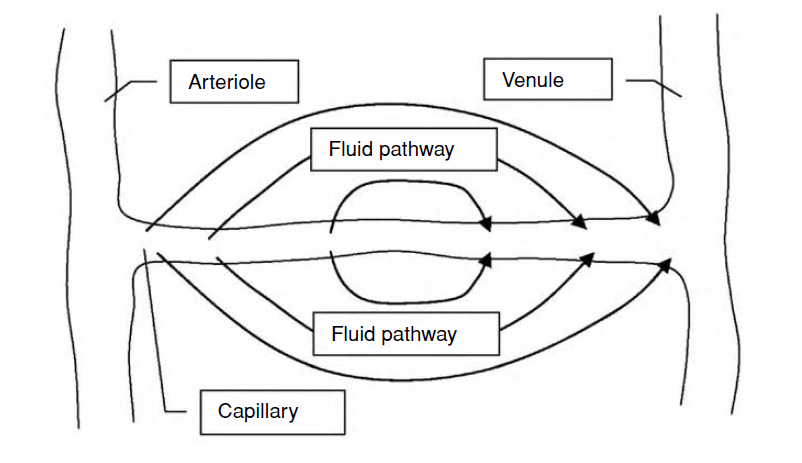 Arteriole
Venule
Fluid pathway
Fluid pathway
Capillary